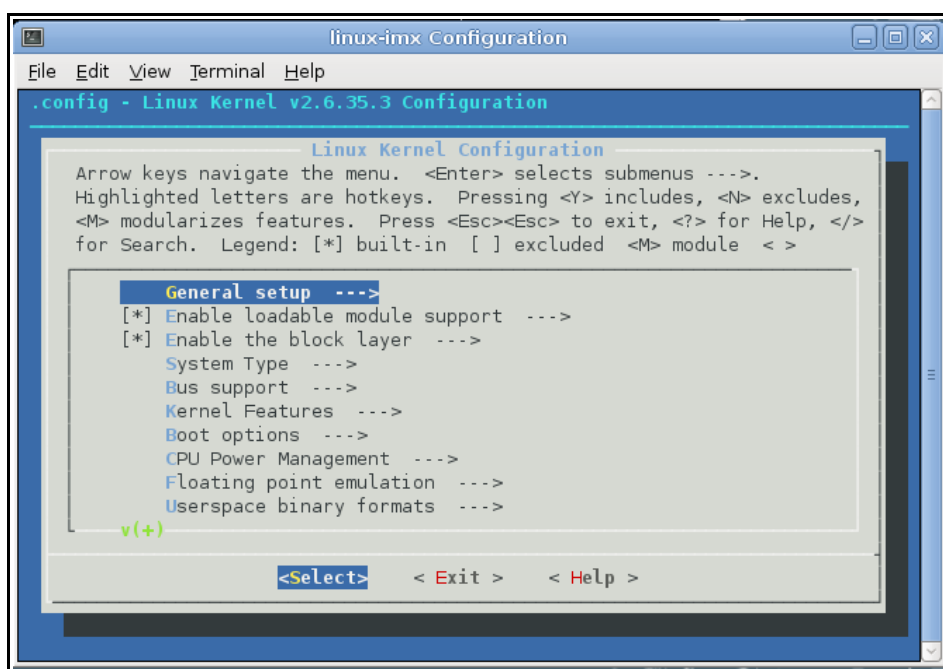 linux-imx Configuration
File Edit View Terminal Help
.config - Linux Kernel v2.6.35.3 Configuration
Linux Kernel Configuration
Arrow keys navigate the menu. <Enter> selects submenus --->.
Highlighted letters are hotkeys. Pressing <Y> includes, <N> excludes,
<M> modularizes features. Press <Esc><Esc> to exit, <?> for Help, </>
for Search. Legend: [*] built-in [ ] excluded <M> module < >
General setup --->
[*] Enable loadable module support --->
[*] Enable the block layer --->
System Type --->
Bus support --->
Kernel Features --->
Boot options --->
CPU Power Management --->
Floating point emulation --->
Userspace binary formats --->
v(+)
<Select> < Exit > < Help >